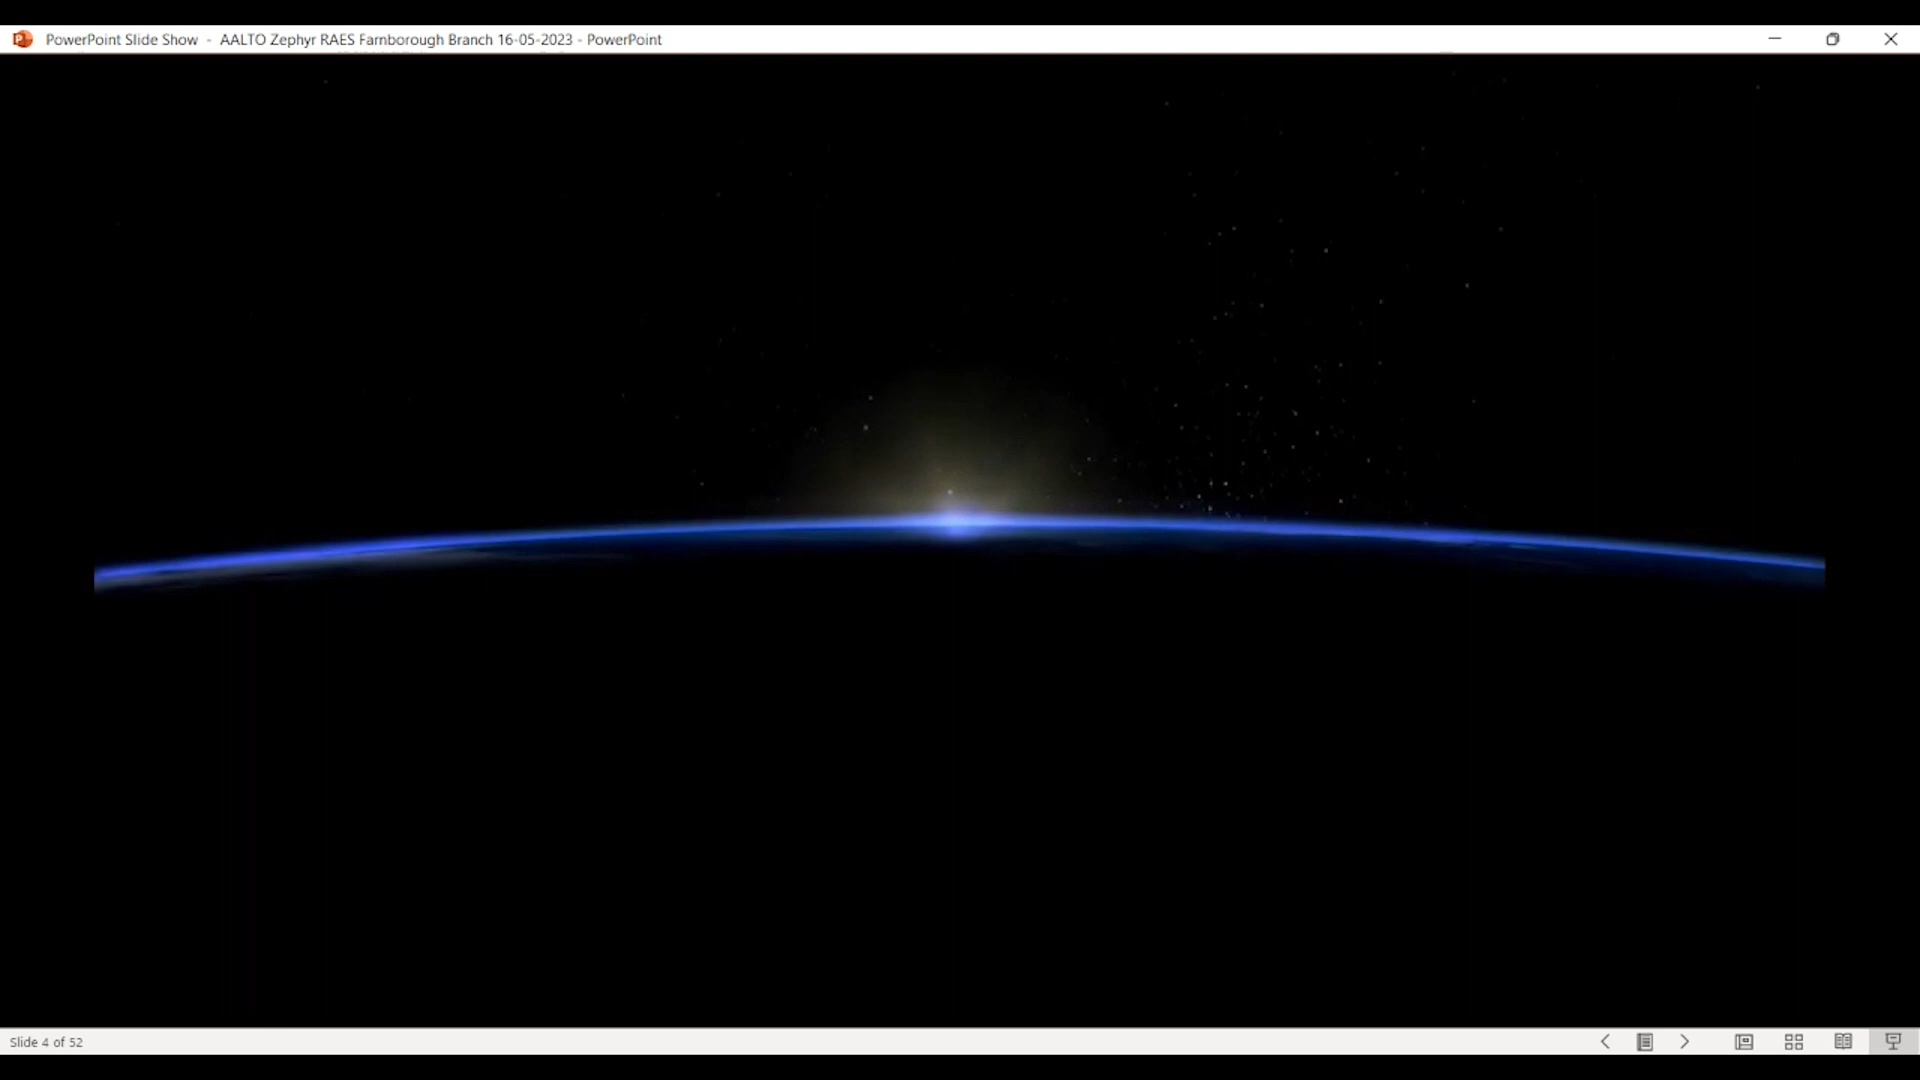 PowerPoint Slide Show - AALTO Zephyr RAES Farnborough Branch 16-05-2023 - PowerPoint
Slide 4 of 52